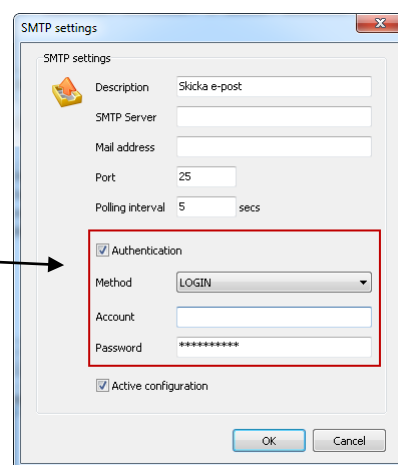 SMTP settings
SMTP settings
Description Skicka e-post
SMTP Server
Mail address
Port 25
Polling interval 5 secs
Authentication
Method LOGIN
Account
Password **********
Active configuration
OK Cancel